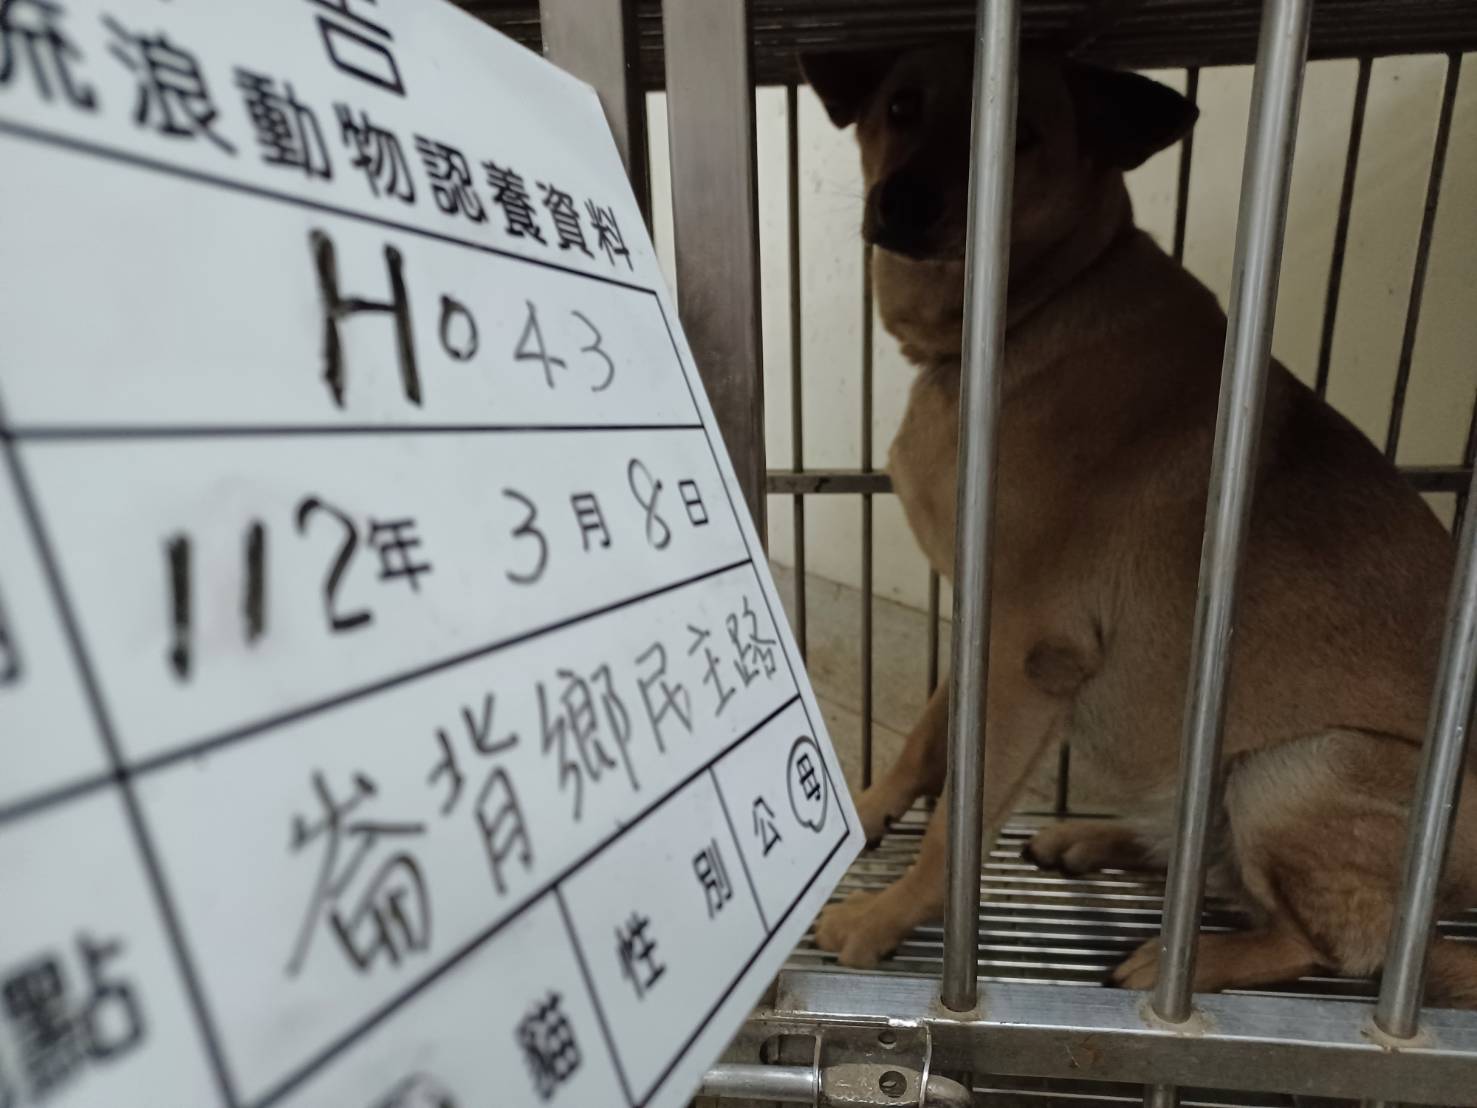 告
流浪動物認養資料
H043
112年 3月8日
崙背鄉民主路
點
貓 性別 公 母